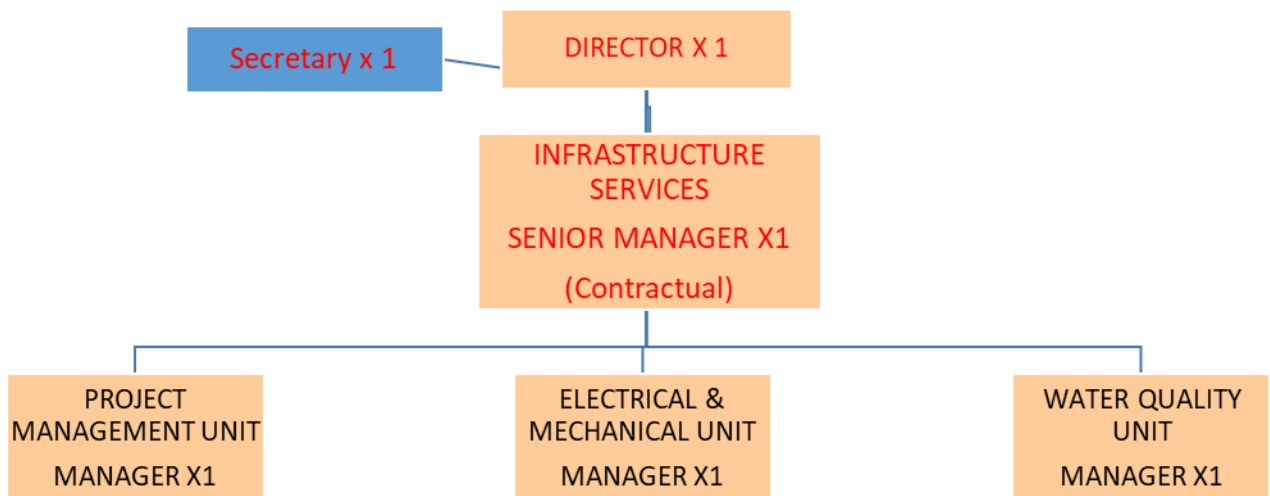 Secretary x 1
DIRECTOR X 1
INFRASTRUCTURE
SERVICES
SENIOR MANAGER X1
(Contractual)
PROJECT
MANAGEMENT UNIT
MANAGER X1
ELECTRICAL &
MECHANICAL UNIT
MANAGER X1
WATER QUALITY
UNIT
MANAGER X1